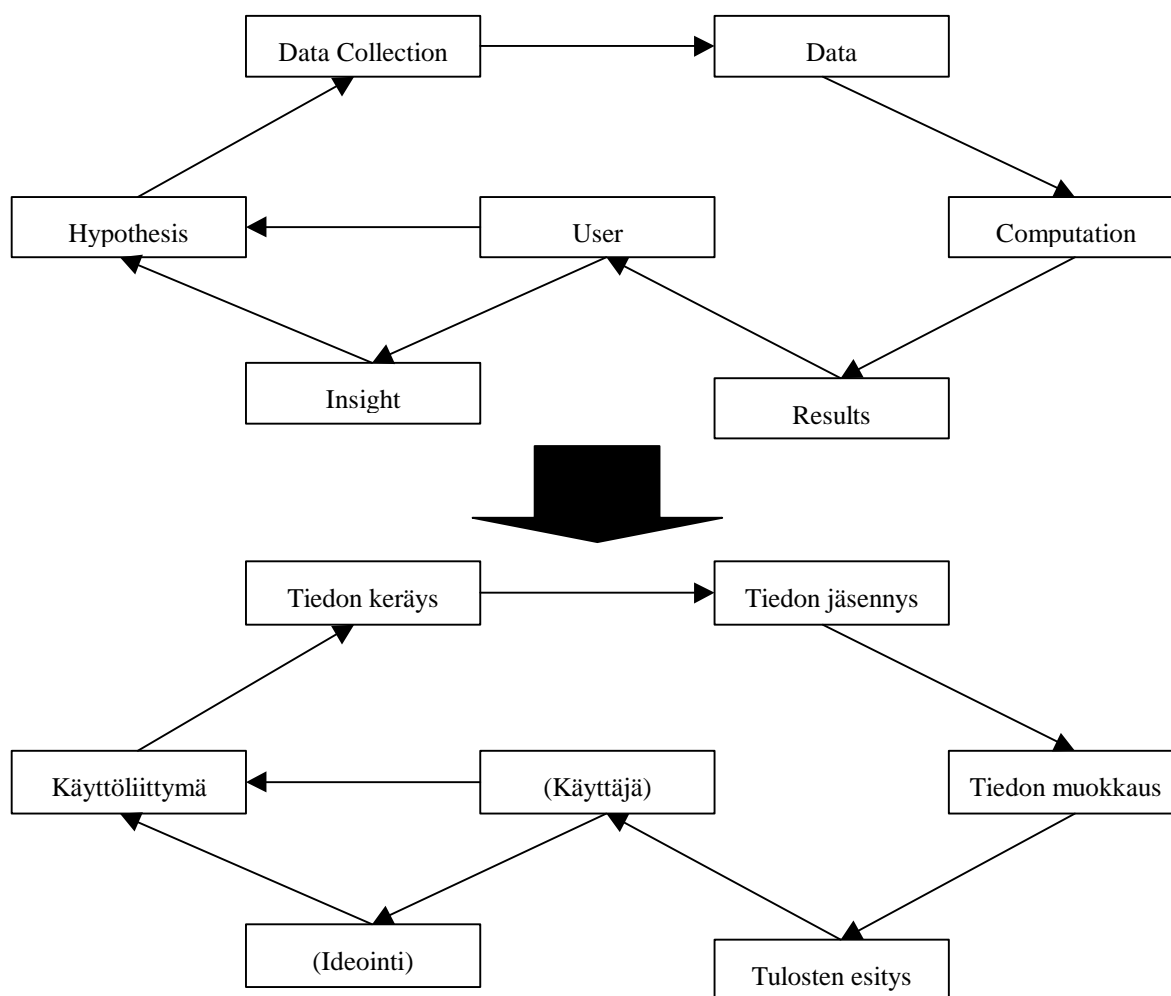 Data Collection
Data
Hypothesis
User
Computation
Insight
Results
Tiedon keräys
Tiedon jäsennys
Käyttöliittymä
(Käyttäjä)
Tiedon muokkaus
(Ideointi)
Tulosten esitys